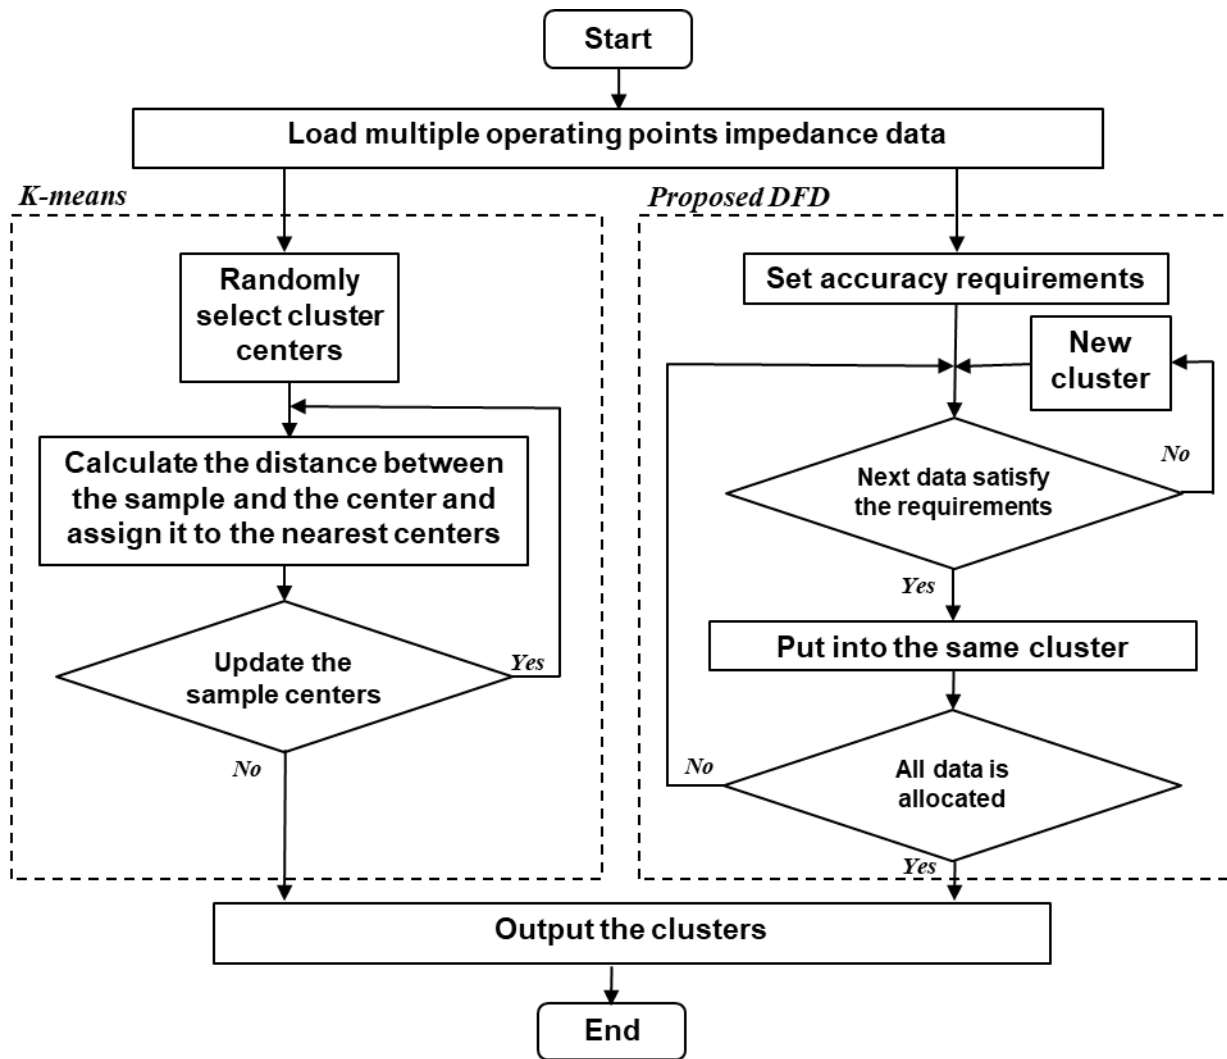 Start
Load multiple operating points impedance data
K-means
Randomly
select cluster
centers
Calculate the distance between
the sample and the center and
assign it to the nearest centers
Update the
sample centers
Yes
No
Proposed DFD
Set accuracy requirements
New
cluster
Next data satisfy
the requirements
No
Yes
Put into the same cluster
All data is
allocated
No
Yes
Output the clusters
End